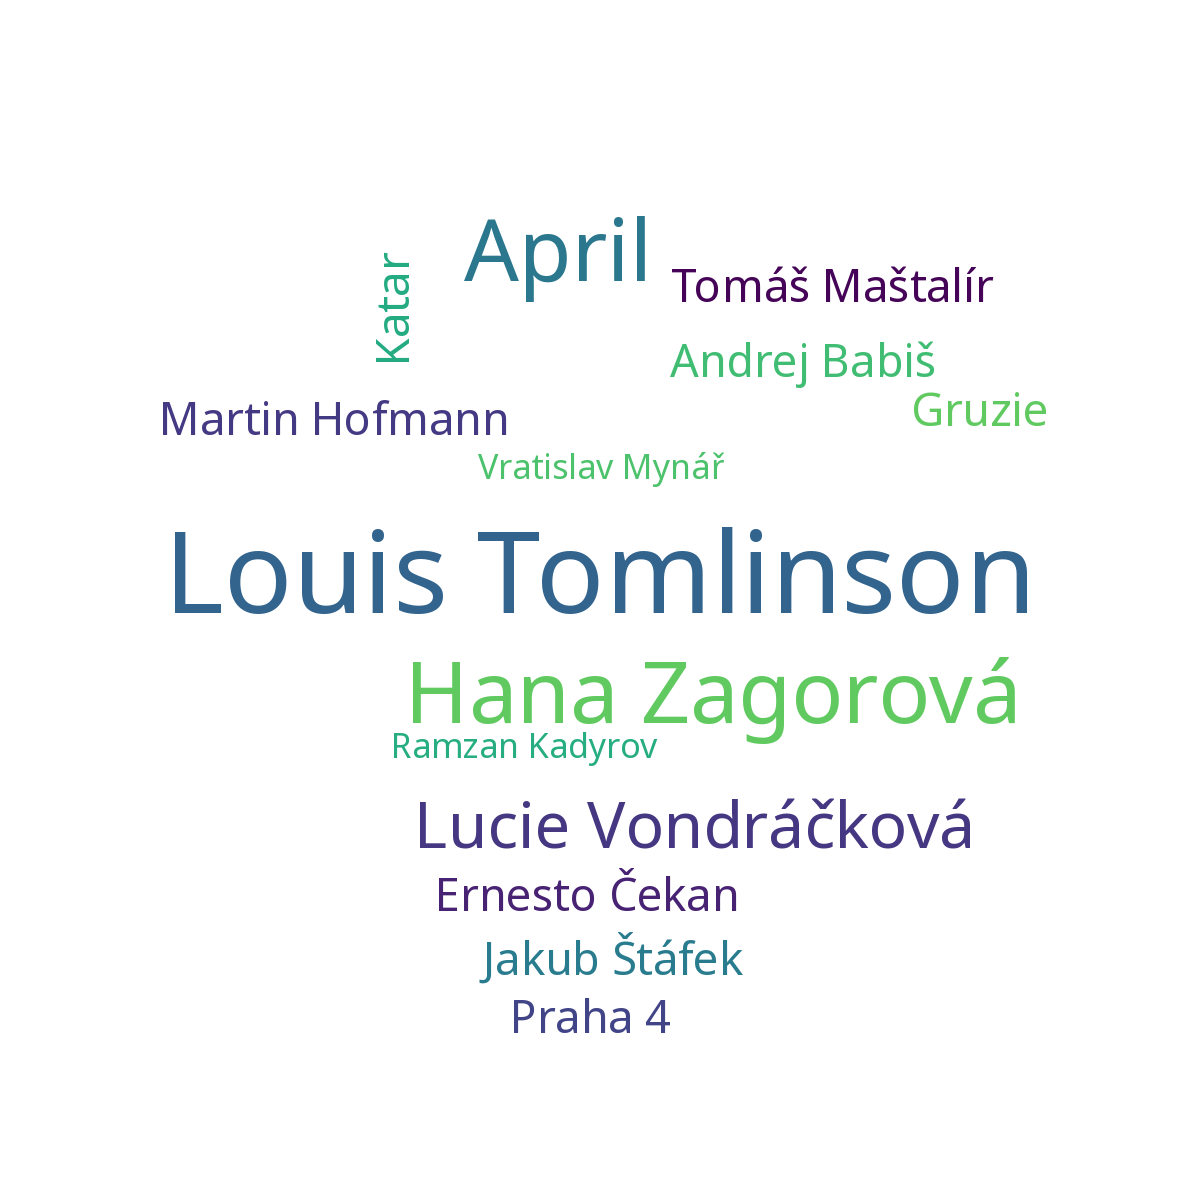 April
Katar
Tomáš Maštalír
Andrej Babiš
Gruzie
Martin Hofmann
Vratislav Mynář
Louis Tomlinson
Hana Zagorová
Ramzan Kadyrov
Lucie Vondráčková
Ernesto Čekan
Jakub Štáfek
Praha 4